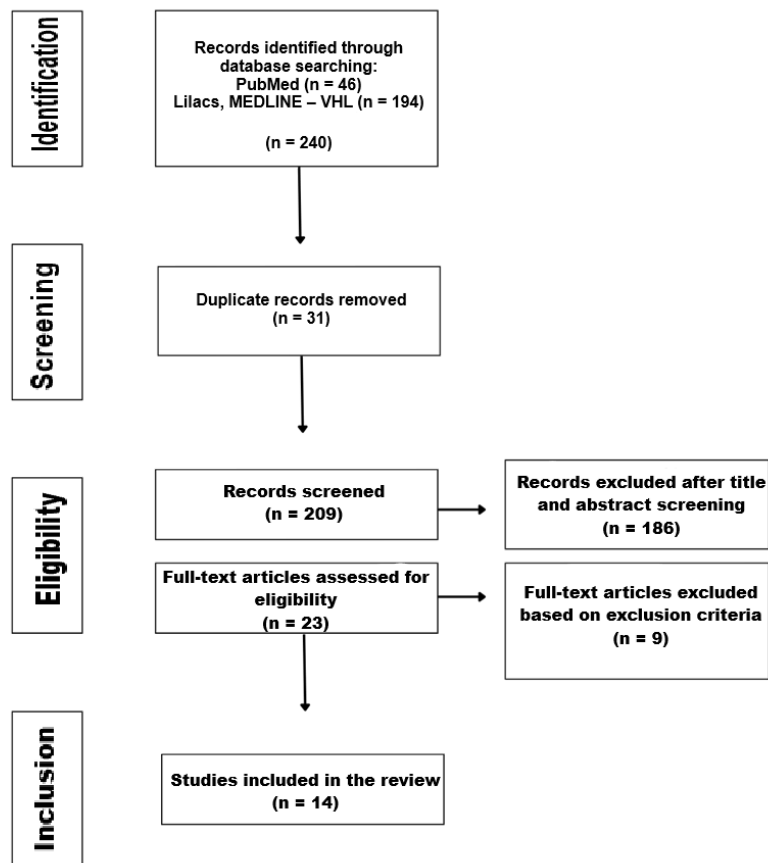 Identification
Records identified through
database searching:
PubMed (n = 46)
Lilacs, MEDLINE – VHL (n = 194)
(n = 240)
Screening
Duplicate records removed
(n = 31)
Eligibility
Records screened
(n = 209)
Records excluded after title
and abstract screening
(n = 186)
Full-text articles assessed for
eligibility
(n = 23)
Full-text articles excluded
based on exclusion criteria
(n = 9)
Inclusion
Studies included in the review
(n = 14)